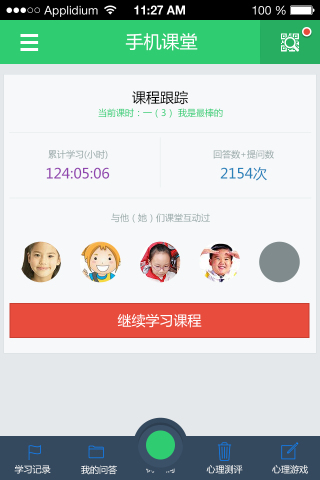 Applidium 11:27 AM 100 %
手机课堂
课程跟踪
当前课时：一（3） 我是最棒的
累计学习(小时) 回答数+提问数
124:05:06 2154次
与他（她）们课堂互动过
继续学习课程
学习记录 我的问答 心理测评 心理游戏